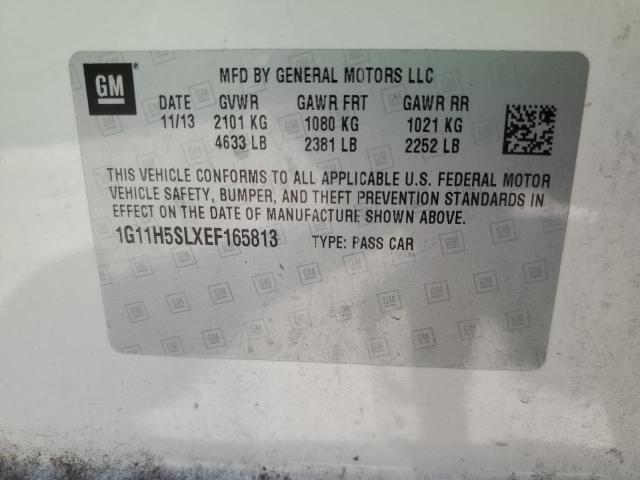 GM MFD BY GENERAL MOTORS LLC
DATE GVWR GAWR FRT GAWR RR
11/13 2101 KG 1080 KG 1021 KG
4633 LB 2381 LB 2252 LB
THIS VEHICLE CONFORMS TO ALL APPLICABLE U.S. FEDERAL MOTOR
VEHICLE SAFETY, BUMPER, AND THEFT PREVENTION STANDARDS IN
EFFECT ON THE DATE OF MANUFACTURE SHOWN ABOVE.
1G11H5SLXEF165813 TYPE: PASS CAR